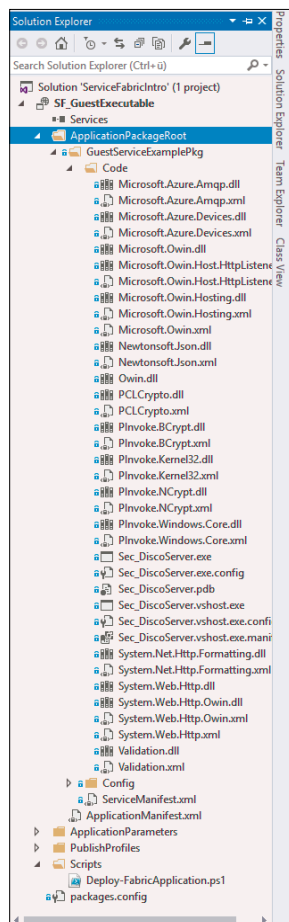 Solution Explorer
Search Solution Explorer (Ctrl+ü)
Solution 'ServiceFabricIntro' (1 project)
SF_GuestExecutable
Services
ApplicationPackageRoot
GuestServiceExamplePkg
Code
Microsoft.Azure.Amqp.dll
Microsoft.Azure.Amqp.xml
Microsoft.Azure.Devices.dll
Microsoft.Azure.Devices.xml
Microsoft.Owin.dll
Microsoft.Owin.Host.HttpListene
Microsoft.Owin.Host.HttpListene
Microsoft.Owin.Hosting.dll
Microsoft.Owin.Hosting.xml
Microsoft.Owin.xml
Newtonsoft.Json.dll
Newtonsoft.Json.xml
Owin.dll
PCLCrypto.dll
PCLCrypto.xml
PInvoke.BCrypt.dll
PInvoke.BCrypt.xml
PInvoke.Kernel32.dll
PInvoke.Kernel32.xml
PInvoke.NCrypt.dll
PInvoke.NCrypt.xml
PInvoke.Windows.Core.dll
PInvoke.Windows.Core.xml
Sec_DiscoServer.exe
Sec_DiscoServer.exe.config
Sec_DiscoServer.pdb
Sec_DiscoServer.vshost.exe
Sec_DiscoServer.vshost.exe.confi
Sec_DiscoServer.vshost.exe.mani
System.Net.Http.Formatting.dll
System.Net.Http.Formatting.xml
System.Web.Http.dll
System.Web.Http.Owin.dll
System.Web.Http.Owin.xml
System.Web.Http.xml
Validation.dll
Validation.xml
Config
ServiceManifest.xml
ApplicationManifest.xml
ApplicationParameters
PublishProfiles
Scripts
Deploy-FabricApplication.ps1
packages.config
Properties
Solution Explorer
Team Explorer
Class View